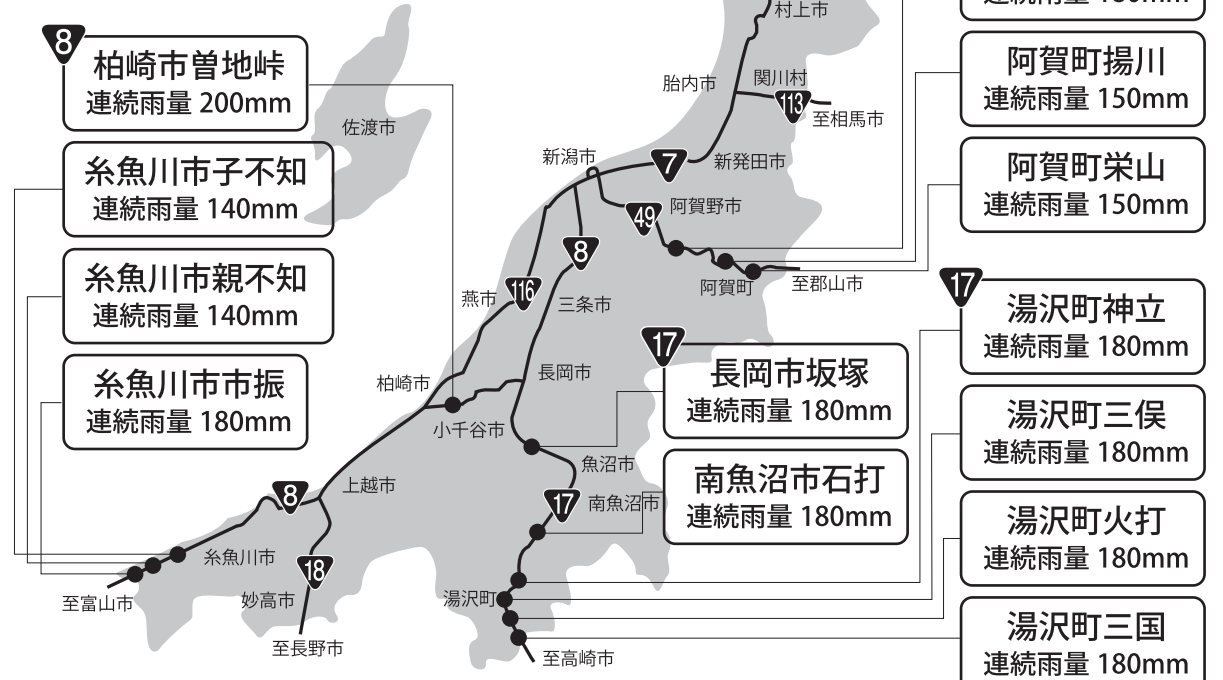 8
柏崎市曽地峠
連続雨量 200mm
糸魚川市子不知
連続雨量 140mm
糸魚川市親不知
連続雨量 140mm
糸魚川市市振
連続雨量 180mm
佐渡市
村上市
胎内市
関川村
113
至相馬市
新潟市
7
新発田市
49
阿賀野市
8
阿賀町
至郡山市
116
燕市
三条市
柏崎市
長岡市
小千谷市
魚沼市
上越市
8
17
南魚沼市
糸魚川市
18
妙高市
湯沢町
至富山市
至長野市
至高崎市
17
長岡市坂塚
連続雨量 180mm
南魚沼市石打
連続雨量 180mm
阿賀町揚川
連続雨量 150mm
阿賀町栄山
連続雨量 150mm
17
湯沢町神立
連続雨量 180mm
湯沢町三俣
連続雨量 180mm
湯沢町火打
連続雨量 180mm
湯沢町三国
連続雨量 180mm